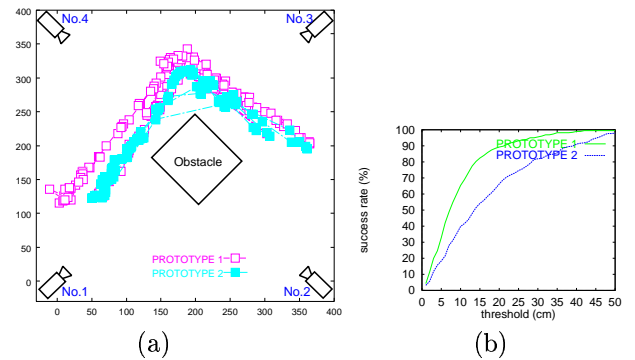 No.4
No.3
400
350
300
250
200
150
100
50
0
Obstacle
PROTOTYPE 1
PROTOTYPE 2
No.1
No.2
0 50 100 150 200 250 300 350 400
(a)
success rate (%)
100
90
80
70
60
50
40
30
20
10
0
PROTOTYPE 1
PROTOTYPE 2
0 5 10 15 20 25 30 35 40 45 50
threshold (cm)
(b)